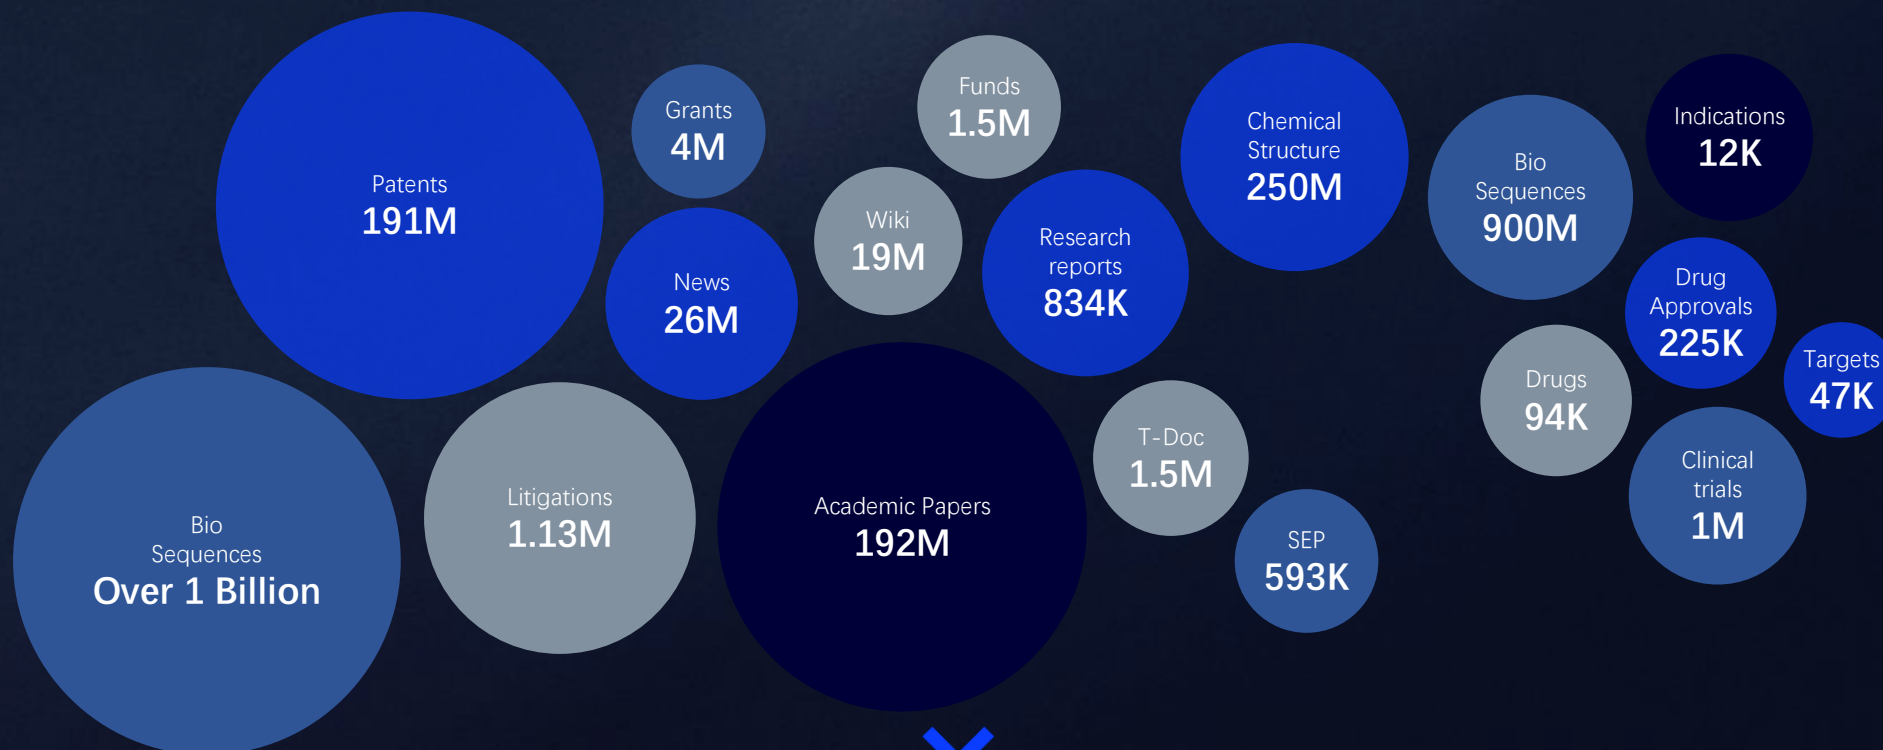 Patents
191M
Grants
4M
News
26M
Funds
1.5M
Wiki
19M
Research
reports
834K
Chemical
Structure
250M
Bio
Sequences
900M
Indications
12K
Drug
Approvals
225K
Targets
47K
Drugs
94K
Clinical
trials
1M
Bio
Sequences
Over 1 Billion
Litigations
1.13M
Academic Papers
192M
T-Doc
1.5M
SEP
593K